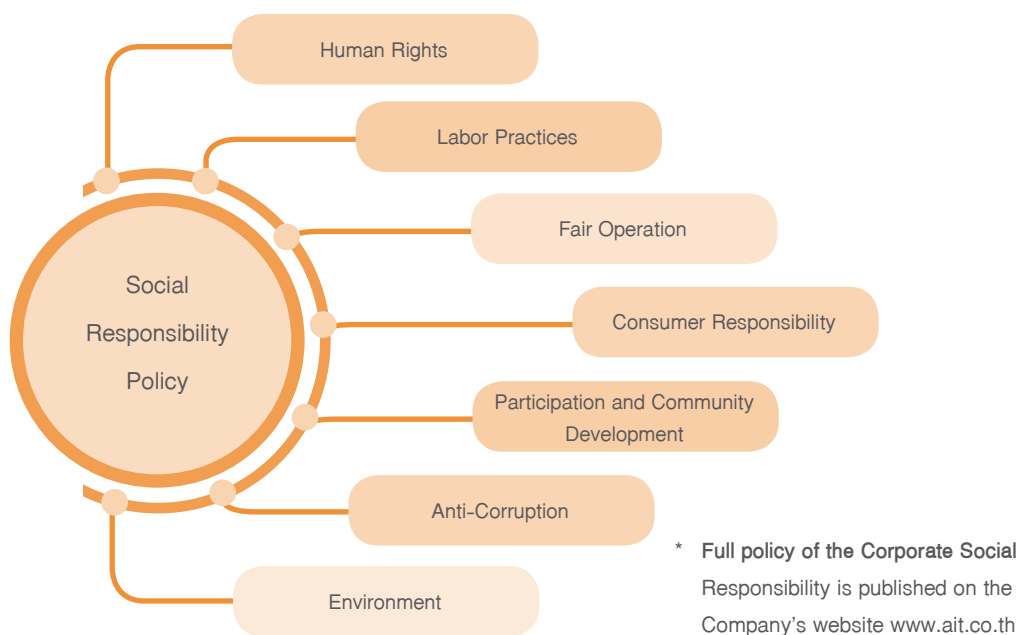 Human Rights
Labor Practices
Fair Operation
Social
Responsibility
Policy
Consumer Responsibility
Participation and Community
Development
Anti-Corruption
Environment
* Full policy of the Corporate Social
Responsibility is published on the
Company's website www.ait.co.th